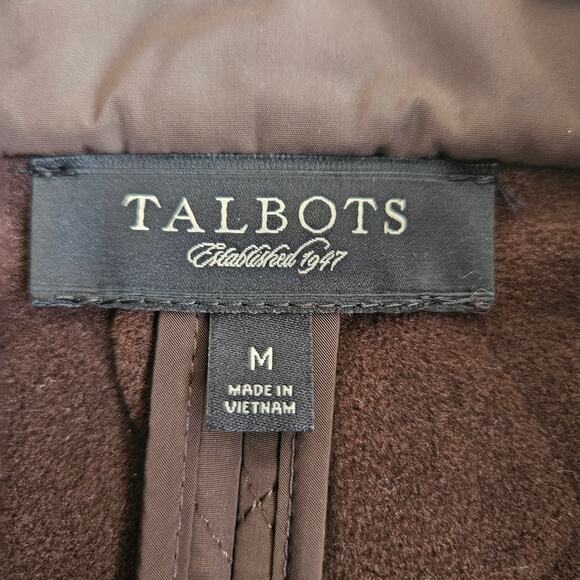 TALBOTS
Established 1947
M
MADE IN
VIETNAM